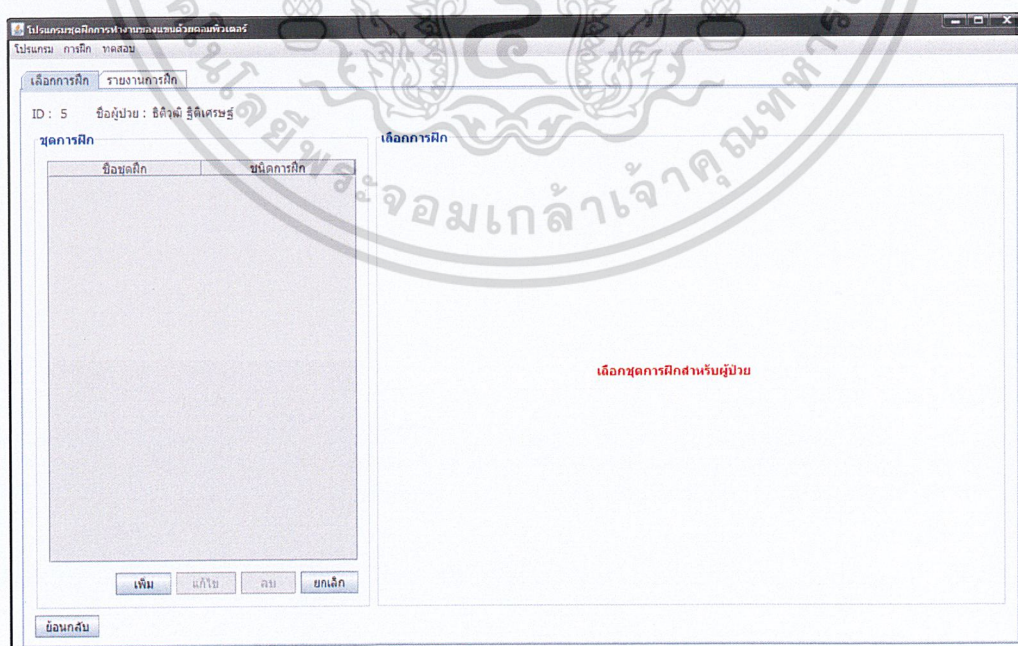 โปรแกรมชุดฝึกการทำงานของแขนด้วยคอมพิวเตอร์
โปรแกรม การฝึก ทดสอบ
เลือกการฝึก รายงานการฝึก
ID : 5 ชื่อผู้ป่วย : ธิติวุฒิ ฐิติเศรษฐ์
ชุดการฝึก
เลือกการฝึก
ชื่อชุดฝึก ชนิดการฝึก
พระจอมเกล้าเจ้าคุณทหาร
เลือกชุดการฝึกสำหรับผู้ป่วย
เพิ่ม แก้ไข ลบ ยกเลิก
ย้อนกลับ